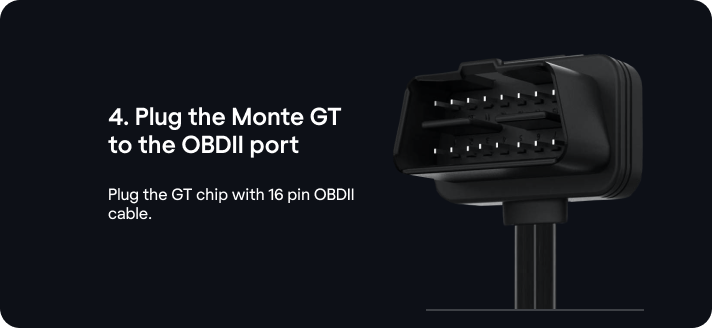 4. Plug the Monte GT
to the OBDII port
Plug the GT chip with 16 pin OBDII
cable.